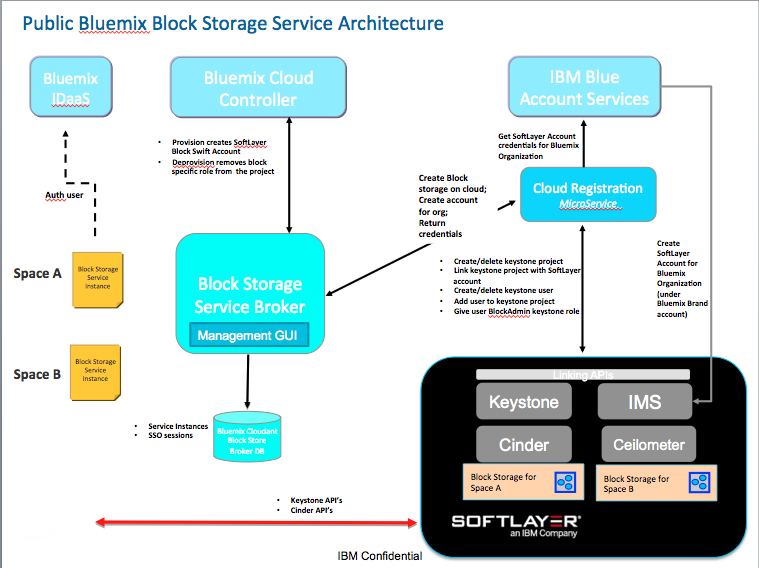 Public Bluemix Block Storage Service Architecture
Bluemix
IDaaS
Bluemix Cloud
Controller
IBM Blue
Account Services
• Provision creates SoftLayer
Block Swift Account
• Deprovision removes block
specific role from the project
Get SoftLayer Account
credentials for Bluemix
Organization
Auth user
Create Block
storage on cloud;
Create account
for org;
Return
credentials
Cloud Registration
MicroService
Space A
Block Storage
Service
Instance
Block Storage
Service Broker
Management GUI
• Create/delete keystone project
• Link keystone project with SoftLayer
account
• Create/delete keystone user
• Add user to keystone project
• Give user BlockAdmin keystone role
Create
SoftLayer
Account for
Bluemix
Organization
(under
Bluemix Brand
account)
Space B
Block Storage
Service
Instance
• Service Instances
• SSO sessions
Bluemix Cloudant
Block Store
Broker DB
Linking APIs
Keystone
IMS
Cinder
Ceilometer
Block Storage for
Space A
Block Storage for
Space B
• Keystone API's
• Cinder API's
SOFTLAYER®
an IBM Company
IBM Confidential